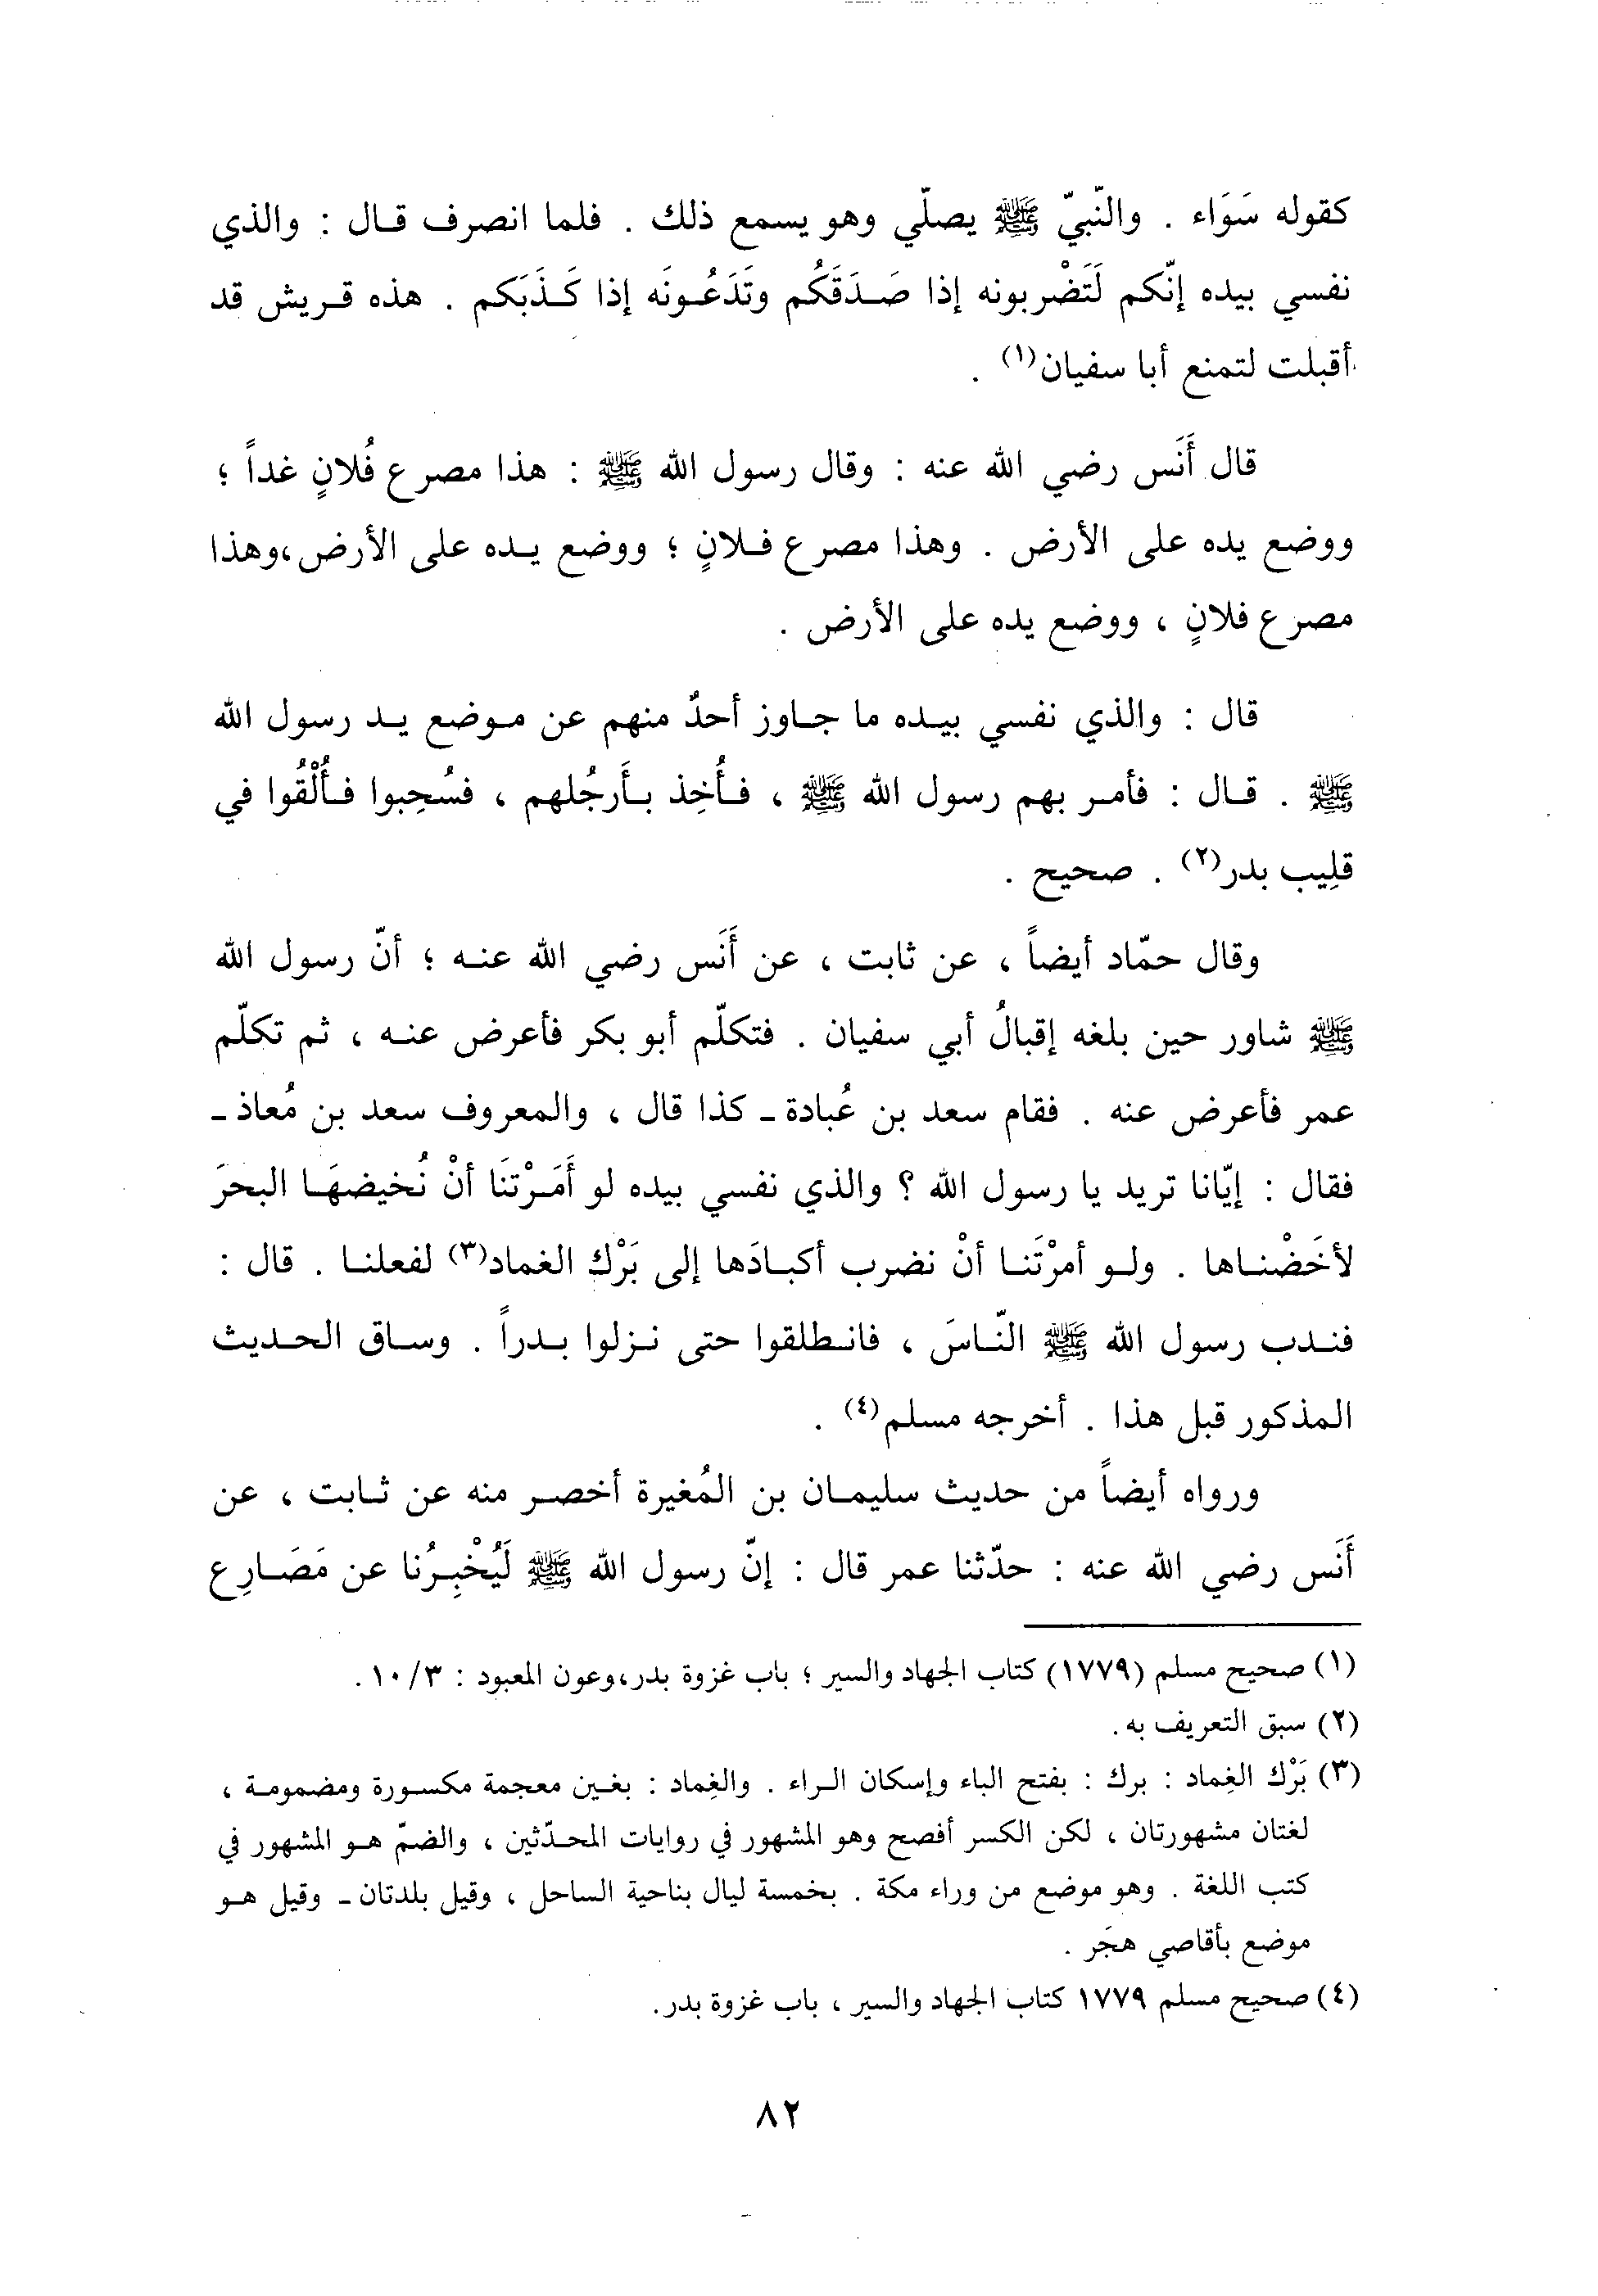 كقوله سَوَاء . والنّبيّ ﷺ يصلّي وهو يسمع ذلك . فلما انصرف قال : والذي
نفسي بيده إنّكم لَتَضْربونه إذا صَدَقَكُم وتَدَعُونَه إذا كَذَبَكم . هذه قريش قد
أقبلت لتمنع أبا سفيان(١) .
قال أَنَس رضي الله عنه : وقال رسول الله ﷺ : هذا مصرع فُلانٍ غداً ؛
ووضع يده على الأرض . وهذا مصرع فلانٍ ؛ ووضع يده على الأرض ،وهذا
مصرع فلانٍ ، ووضع يده على الأرض .
قال : والذي نفسي بيده ما جاوز أحدٌ منهم عن موضع يد رسول الله
ﷺ . قال : فأمر بهم رسول الله ﷺ ، فأُخِذ بأَرجُلهم ، فسُحِبوا فأُلْقُوا في
قلِيب بدر(٢) . صحيح .
وقال حمّاد أيضاً ، عن ثابت ، عن أَنَس رضي الله عنه ؛ أنّ رسول الله
ﷺ شاور حين بلغه إقبالُ أبي سفيان . فتكلّم أبو بكر فأعرض عنه ، ثم تكلّم
عمر فأعرض عنه . فقام سعد بن عُبادة ـ كذا قال ، والمعروف سعد بن مُعاذ ـ
فقال : إيّانا تريد يا رسول الله ؟ والذي نفسي بيده لو أَمَرْتنَا أنْ نُخيضهَا البحرَ
لأخَضْناها . ولو أمرْتَنا أنْ نضرب أكبادَها إلى بَرْك الغماد(٣) لفعلنا . قال :
فندب رسول الله ﷺ النّاسَ ، فانطلقوا حتى نزلوا بدراً . وساق الحديث
المذكور قبل هذا . أخرجه مسلم(٤) .
ورواه أيضاً من حديث سليمان بن المُغيرة أخصر منه عن ثابت ، عن
أَنَس رضي الله عنه : حدّثنا عمر قال : إنّ رسول الله ﷺ لَيُخْبِرُنا عن مَصَارِع
(١) صحيح مسلم (١٧٧٩) كتاب الجهاد والسير ؛ باب غزوة بدر ،وعون المعبود : ١٠/٣ .
(٢) سبق التعريف به .
(٣) بَرْك الغِماد : برك : بفتح الباء وإسكان الراء . والغِماد : بغين معجمة مكسورة ومضمومة ،
لغتان مشهورتان ، لكن الكسر أفصح وهو المشهور في روايات المحدّثين ، والضمّ هو المشهور في
كتب اللغة . وهو موضع من وراء مكة . بخمسة ليال بناحية الساحل ، وقيل بلدتان ـ وقيل هو
موضع بأقاصي هجَر .
(٤) صحيح مسلم ١٧٧٩ كتاب الجهاد والسير ، باب غزوة بدر .
٨٢